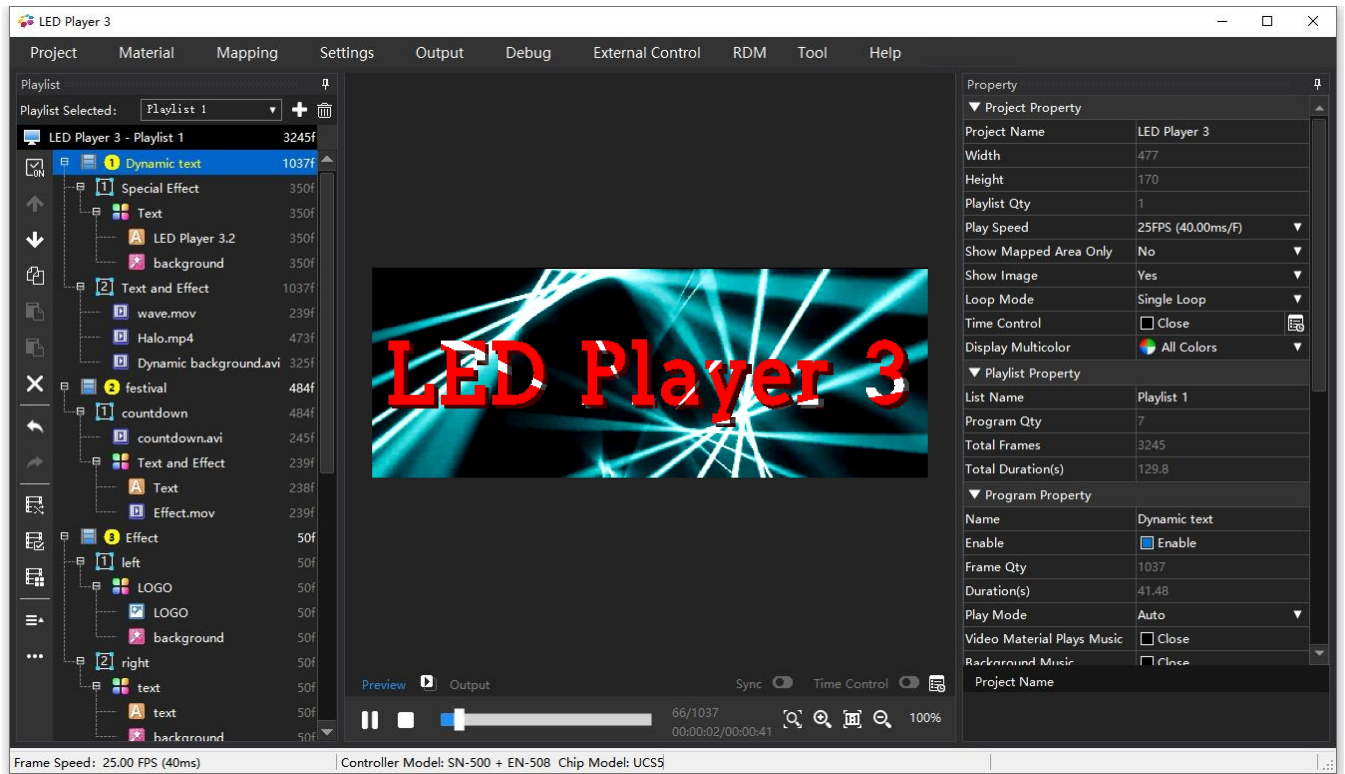 LED Player 3
Project Material Mapping Settings Output Debug External Control RDM Tool Help
Playlist
Playlist Selected: Playlist 1
LED Player 3 - Playlist 1 3245f
1 Dynamic text 1037f
1 Special Effect 350f
Text 350f
A LED Player 3.2 350f
background 350f
2 Text and Effect 1037f
wave.mov 239f
Halo.mp4 473f
Dynamic background.avi 325f
2 festival 484f
1 countdown 484f
countdown.avi 245f
Text and Effect 239f
A Text 238f
Effect.mov 239f
3 Effect 50f
1 left 50f
LOGO 50f
LOGO 50f
background 50f
2 right 50f
text 50f
A text 50f
background 50f
ON
LED Player 3
Preview Output Sync Time Control
66/1037
00:00:02/00:00:41
100%
Property
Project Property
Project Name LED Player 3
Width 477
Height 170
Playlist Qty 1
Play Speed 25FPS (40.00ms/F)
Show Mapped Area Only No
Show Image Yes
Loop Mode Single Loop
Time Control Close
Display Multicolor All Colors
Playlist Property
List Name Playlist 1
Program Qty 7
Total Frames 3245
Total Duration(s) 129.8
Program Property
Name Dynamic text
Enable Enable
Frame Qty 1037
Duration(s) 41.48
Play Mode Auto
Video Material Plays Music Close
Background Music Close
Project Name
Frame Speed: 25.00 FPS (40ms) Controller Model: SN-500 + EN-508 Chip Model: UCS5